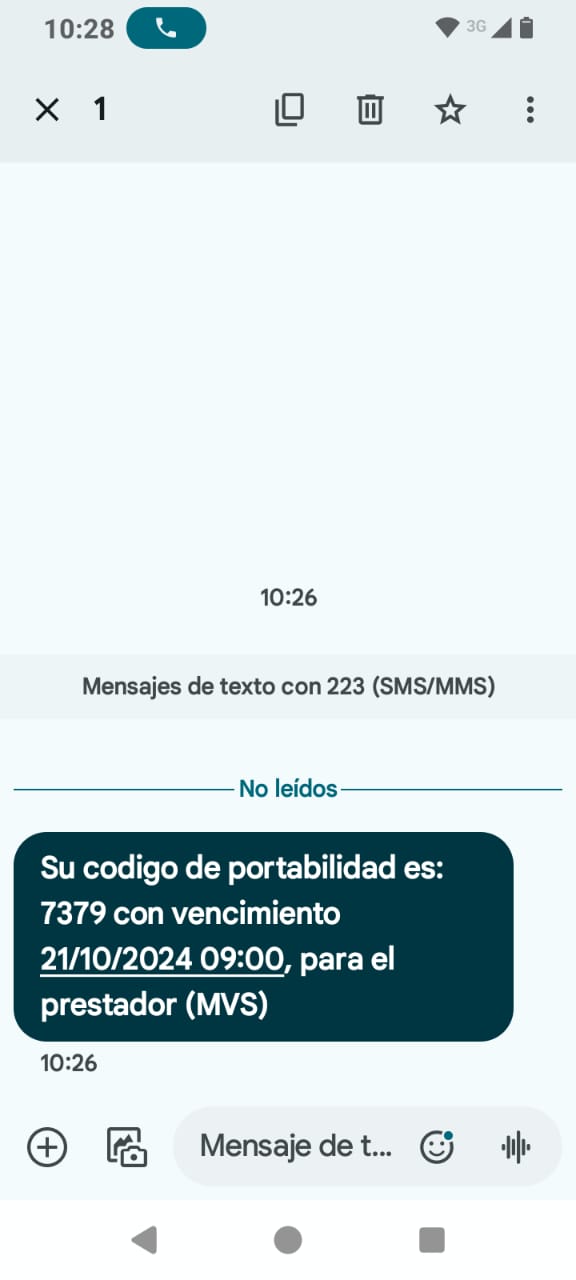 10:28
3G
1
10:26
Mensajes de texto con 223 (SMS/MMS)
No leídos
Su codigo de portabilidad es:
7379 con vencimiento
21/10/2024 09:00, para el
prestador (MVS)
10:26
Mensaje de t...